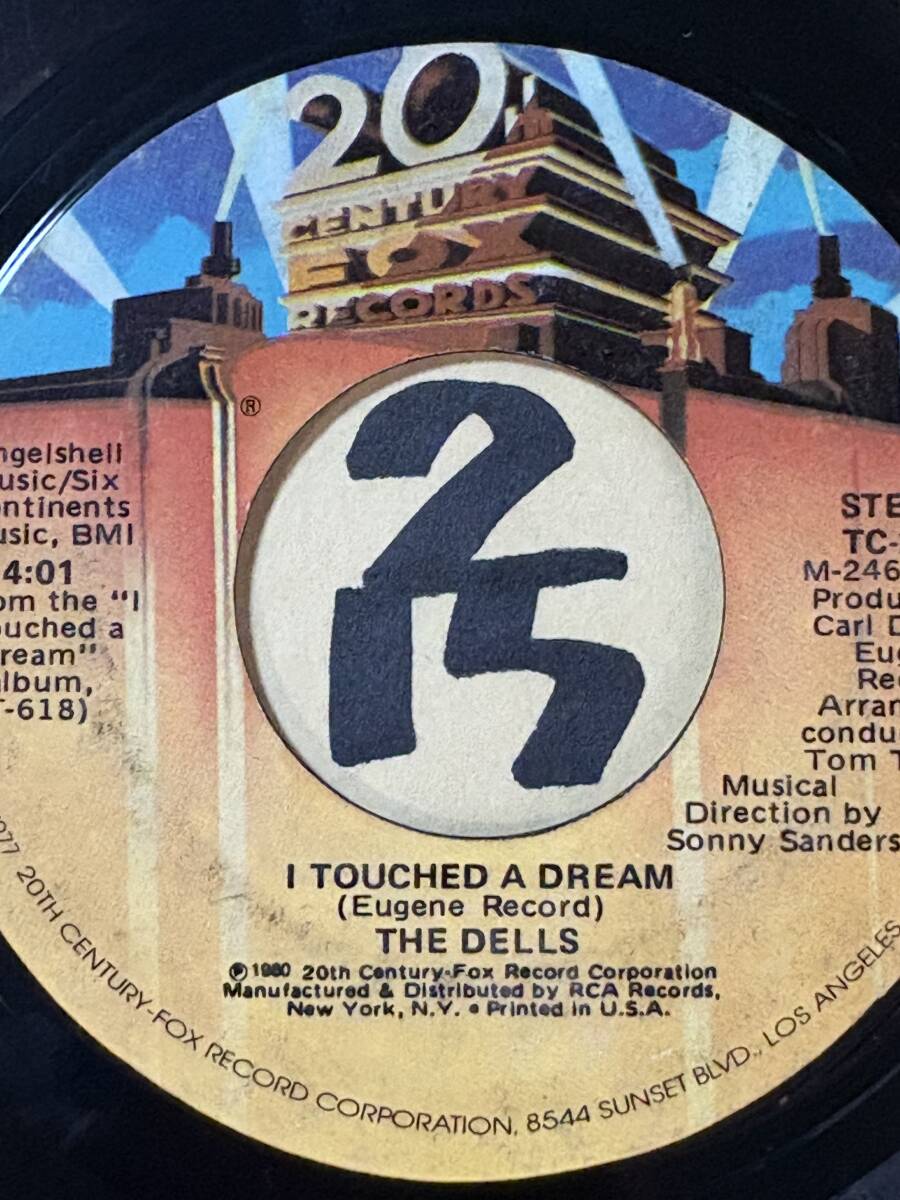 20th
CENTURY
FOX
RECORDS
®
ngelshell
usic/Six
ontinents
usic, BMI
4:01
om the "I
ouched a
ream"
lbum,
-618)
STE
TC-
M-246
Produ
Carl D
Eug
Rec
Arran
condu
Tom T
Musical
Direction by
Sonny Sanders
I TOUCHED A DREAM
(Eugene Record)
THE DELLS
℗ 1980 20th Century-Fox Record Corporation
Manufactured & Distributed by RCA Records,
New York, N.Y. • Printed in U.S.A.
977 20TH CENTURY-FOX RECORD CORPORATION, 8544 SUNSET BLVD., LOS ANGELES